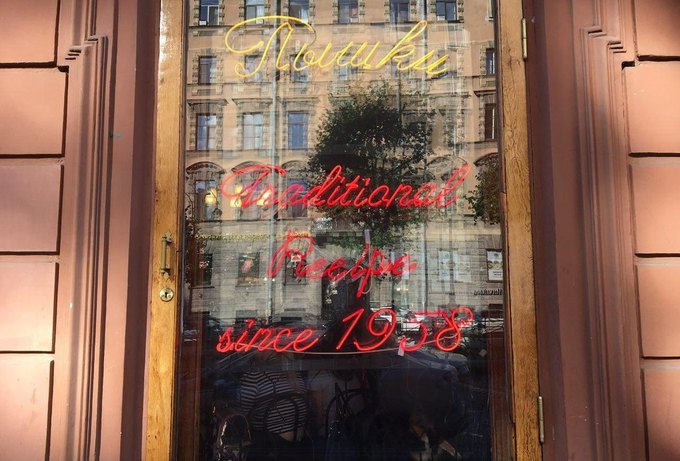 Пышки
Traditional
Recipe
since 1958